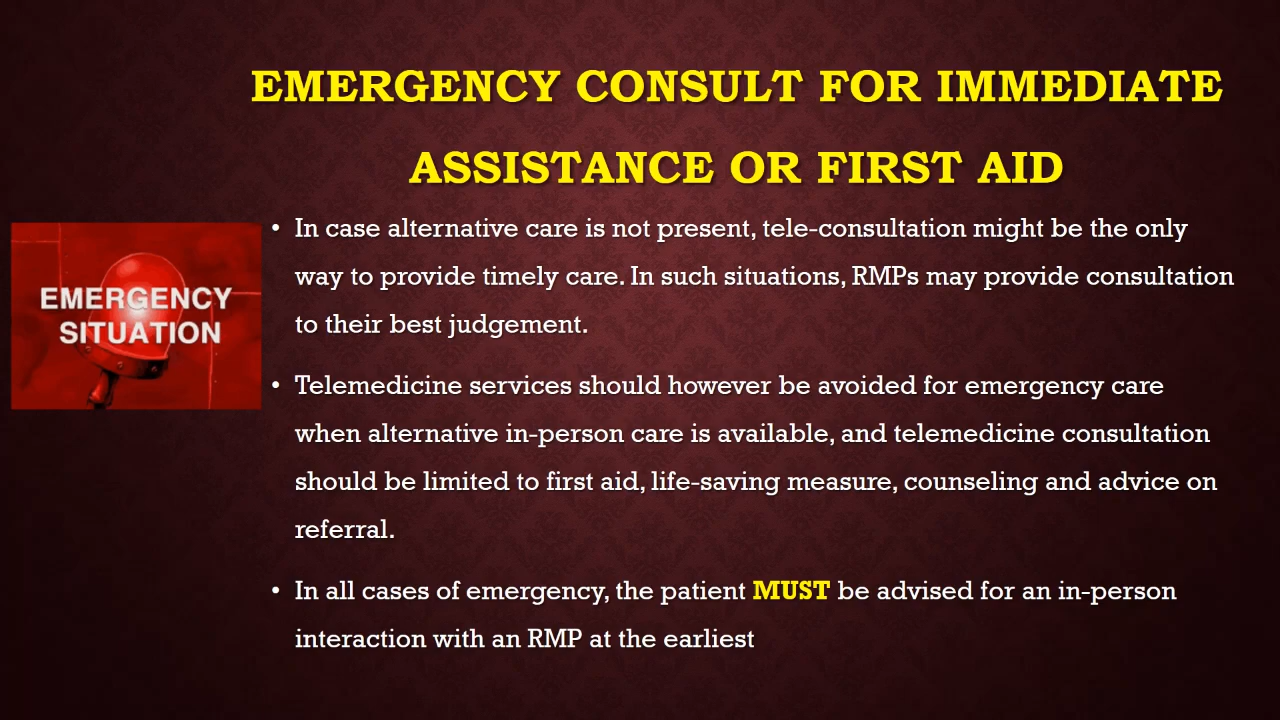 EMERGENCY CONSULT FOR IMMEDIATE
ASSISTANCE OR FIRST AID
EMERGENCY
SITUATION
• In case alternative care is not present, tele-consultation might be the only
way to provide timely care. In such situations, RMPs may provide consultation
to their best judgement.
• Telemedicine services should however be avoided for emergency care
when alternative in-person care is available, and telemedicine consultation
should be limited to first aid, life-saving measure, counseling and advice on
referral.
• In all cases of emergency, the patient MUST be advised for an in-person
interaction with an RMP at the earliest